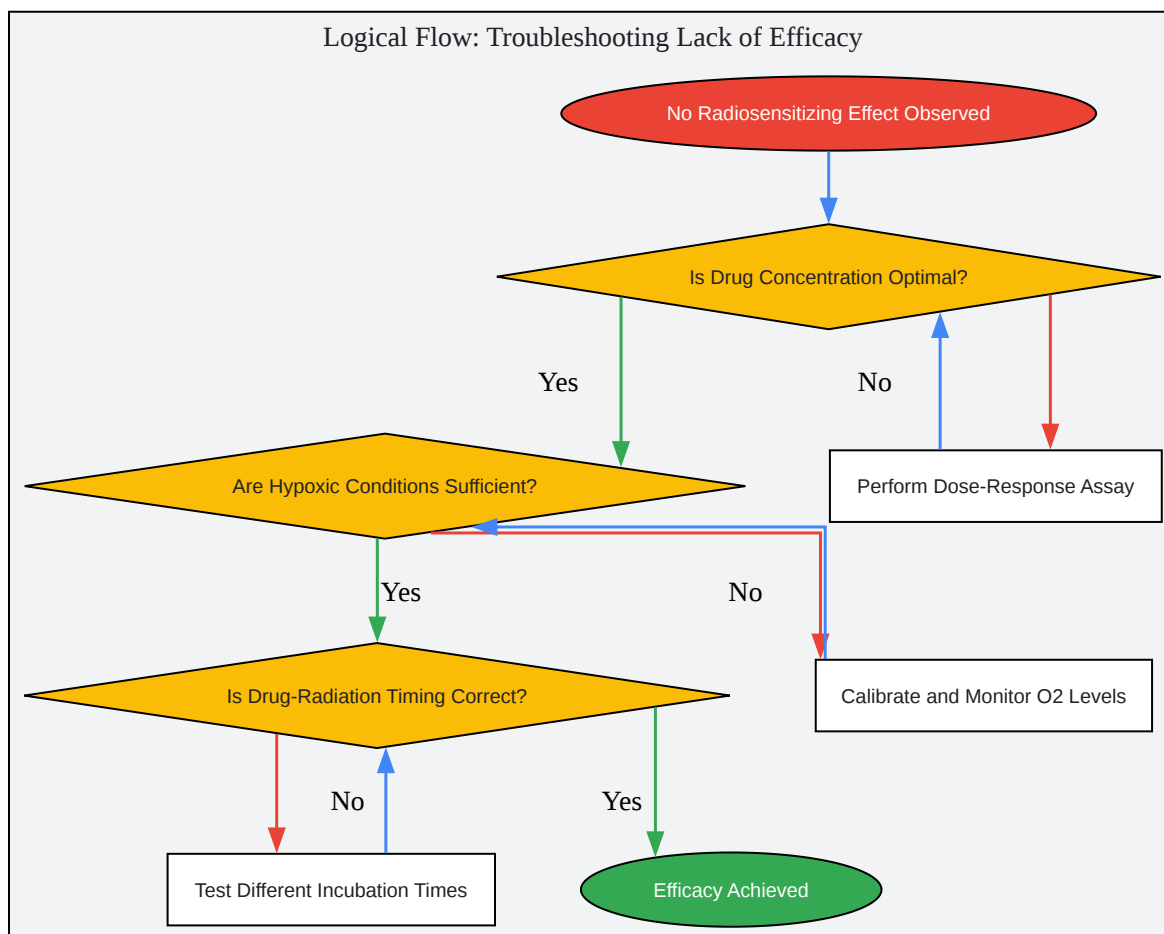 Logical Flow: Troubleshooting Lack of Efficacy
No Radiosensitizing Effect Observed
Is Drug Concentration Optimal?
Yes
No
Are Hypoxic Conditions Sufficient?
Perform Dose-Response Assay
Yes
No
Is Drug-Radiation Timing Correct?
Calibrate and Monitor O2 Levels
No
Yes
Test Different Incubation Times
Efficacy Achieved